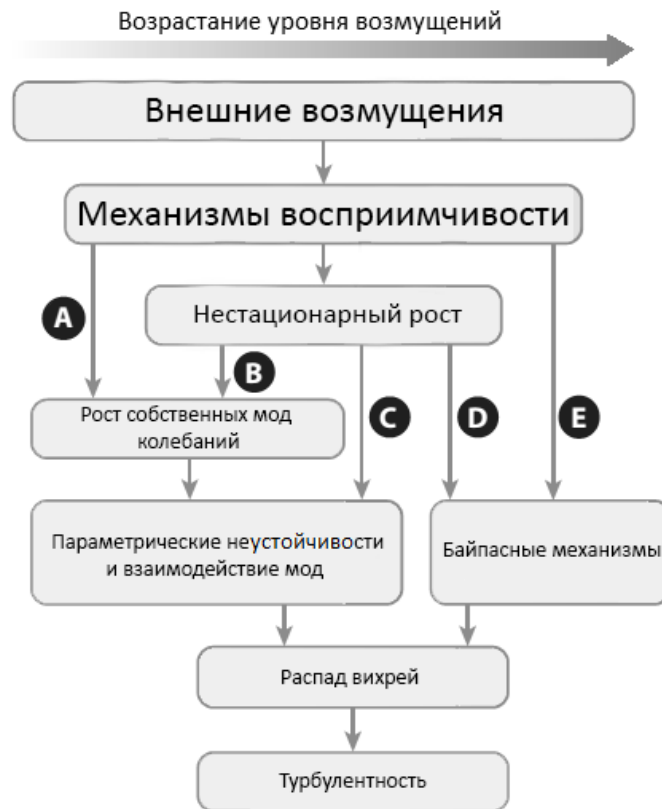 Возрастание уровня возмущений
Внешние возмущения
Механизмы восприимчивости
Нестационарный рост
A
B
Рост собственных мод
колебаний
C
D
E
Параметрические неустойчивости
и взаимодействие мод
Байпасные механизмы
Распад вихрей
Турбулентность